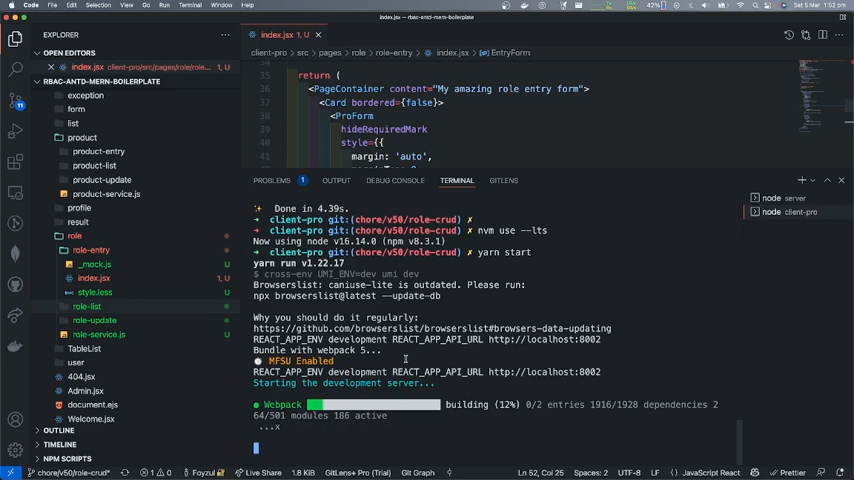 Code File Edit Selection View Go Run Terminal Window Help 42% Sat 5 Mar 1:52 pm
index.jsx — rbac-antd-mern-boilerplate
EXPLORER
OPEN EDITORS
index.jsx client-pro/src/pages/role/role... 1, U
RBAC-ANTD-MERN-BOILERPLATE
exception
form
list
product
product-entry
product-list
product-update
product-service.js
profile
result
role
role-entry
_mock.js U
index.jsx 1, U
style.less U
role-list
role-update
role-service.js U
TableList
user
404.jsx
Admin.jsx
document.ejs
Welcome.jsx
OUTLINE
TIMELINE
NPM SCRIPTS
11
index.jsx 1, U
client-pro > src > pages > role > role-entry > index.jsx > EntryForm
34
35 return (
36 <PageContainer content="My amazing role entry form">
37 <Card bordered={false}>
38 <ProForm
39 hideRequiredMark
40 style={{
41 margin: 'auto',
PROBLEMS 1 OUTPUT DEBUG CONSOLE TERMINAL GITLENS
Done in 4.39s.
➜ client-pro git:(chore/v50/role-crud) ✗
➜ client-pro git:(chore/v50/role-crud) ✗ nvm use --lts
Now using node v16.14.0 (npm v8.3.1)
➜ client-pro git:(chore/v50/role-crud) ✗ yarn start
yarn run v1.22.17
$ cross-env UMI_ENV=dev umi dev
Browserslist: caniuse-lite is outdated. Please run:
npx browserslist@latest --update-db
Why you should do it regularly:
https://github.com/browserslist/browserslist#browsers-data-updating
REACT_APP_ENV development REACT_APP_API_URL http://localhost:8002
Bundle with webpack 5...
MFSU Enabled
REACT_APP_ENV development REACT_APP_API_URL http://localhost:8002
Starting the development server...
● Webpack building (12%) 0/2 entries 1916/1928 dependencies 2
64/501 modules 186 active
...x
node server
node client-pro
chore/v50/role-crud* 1 0 Foyzul Live Share 1.8 KiB GitLens+ (Trial) Git Graph Ln 52, Col 25 Spaces: 2 UTF-8 LF JavaScript React Prettier